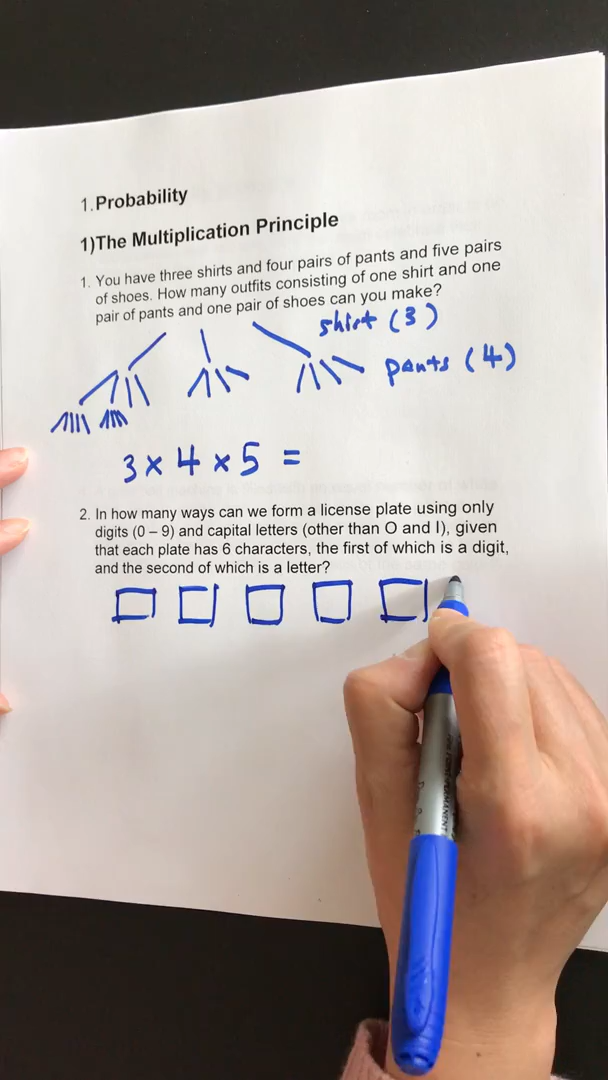 1. Probability
1)The Multiplication Principle
1. You have three shirts and four pairs of pants and five pairs
of shoes. How many outfits consisting of one shirt and one
pair of pants and one pair of shoes can you make?
shirt (3)
pants (4)
3 × 4 × 5 =
2. In how many ways can we form a license plate using only
digits (0 – 9) and capital letters (other than O and I), given
that each plate has 6 characters, the first of which is a digit,
and the second of which is a letter?